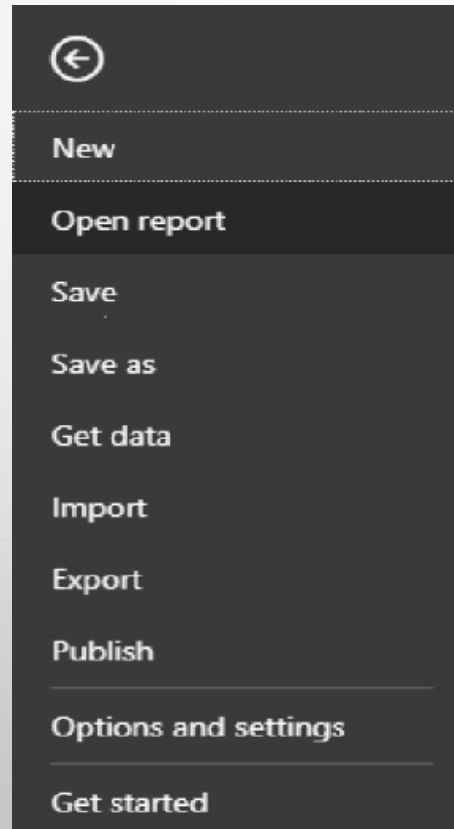 New
Open report
Save
Save as
Get data
Import
Export
Publish
Options and settings
Get started